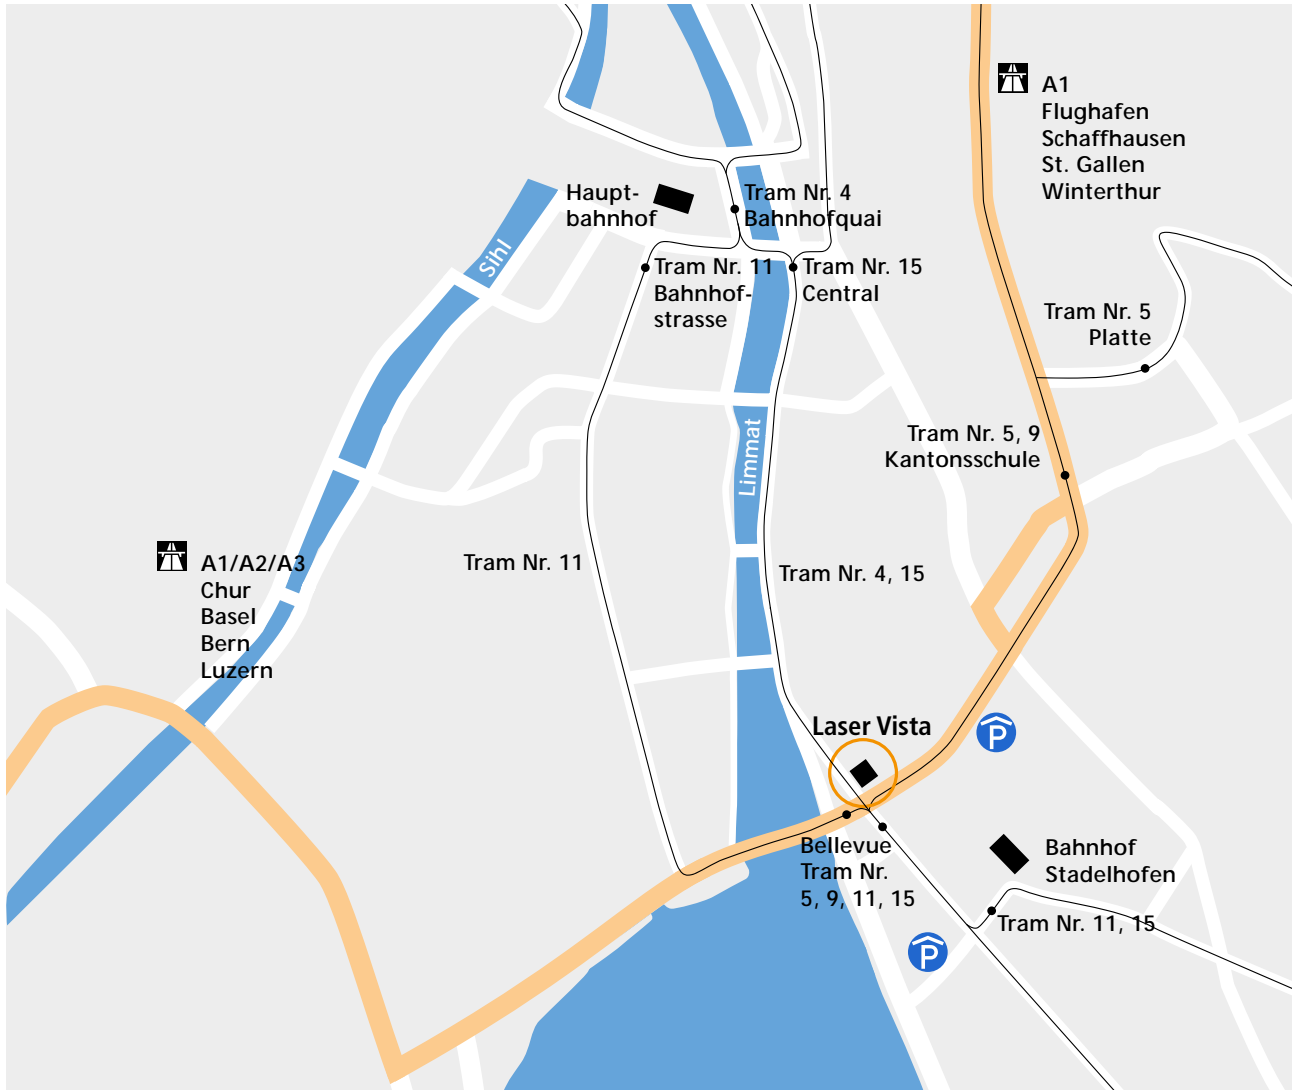 A1
Flughafen
Schaffhausen
St. Gallen
Winterthur
Haupt-
bahnhof
Tram Nr. 4
Bahnhofquai
Sihl
Tram Nr. 11
Bahnhof-
strasse
Tram Nr. 15
Central
Tram Nr. 5
Platte
Limmat
Tram Nr. 5, 9
Kantonsschule
A1/A2/A3
Chur
Basel
Bern
Luzern
Tram Nr. 11
Tram Nr. 4, 15
Laser Vista
P
Bellevue
Tram Nr.
5, 9, 11, 15
Bahnhof
Stadelhofen
Tram Nr. 11, 15
P